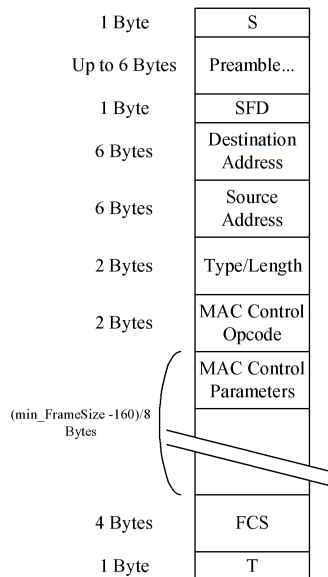 1 Byte S
Up to 6 Bytes Preamble...
1 Byte SFD
6 Bytes Destination
Address
6 Bytes Source
Address
2 Bytes Type/Length
2 Bytes MAC Control
Opcode
MAC Control
Parameters
(min_FrameSize -160)/8
Bytes
4 Bytes FCS
1 Byte T